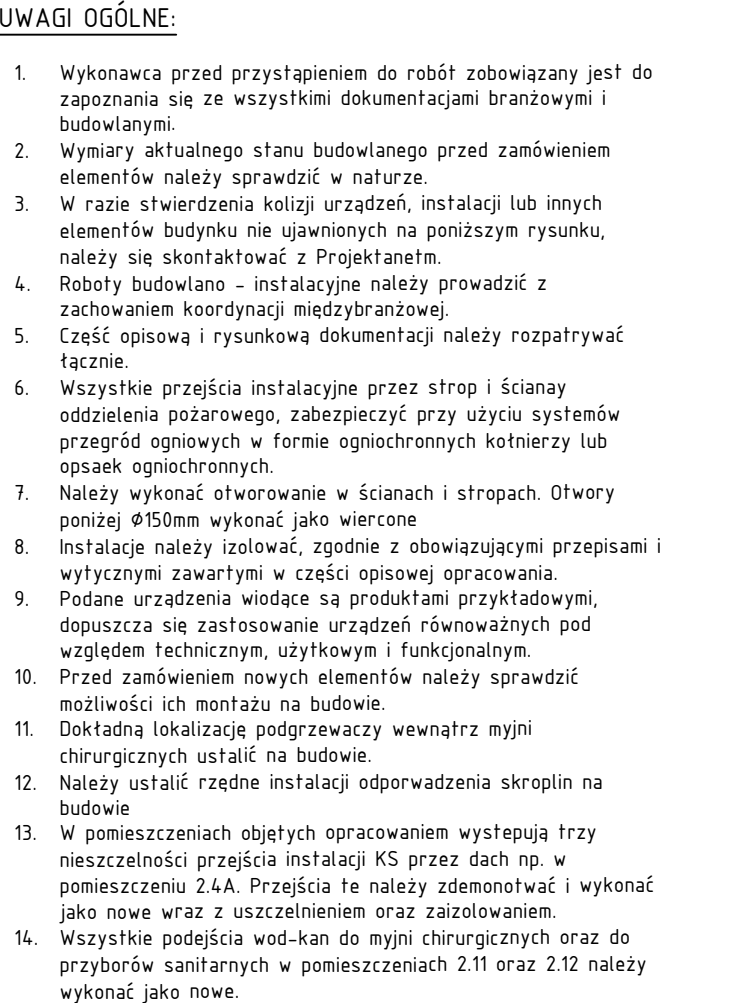 UWAGI OGÓLNE:
1. Wykonawca przed przystąpieniem do robót zobowiązany jest do
zapoznania się ze wszystkimi dokumentacjami branżowymi i
budowlanymi.
2. Wymiary aktualnego stanu budowlanego przed zamówieniem
elementów należy sprawdzić w naturze.
3. W razie stwierdzenia kolizji urządzeń, instalacji lub innych
elementów budynku nie ujawnionych na poniższym rysunku,
należy się skontaktować z Projektanetm.
4. Roboty budowlano - instalacyjne należy prowadzić z
zachowaniem koordynacji międzybranżowej.
5. Część opisową i rysunkową dokumentacji należy rozpatrywać
łącznie.
6. Wszystkie przejścia instalacyjne przez strop i ścianay
oddzielenia pożarowego, zabezpieczyć przy użyciu systemów
przegród ogniowych w formie ogniochronnych kołnierzy lub
opsaek ogniochronnych.
7. Należy wykonać otworowanie w ścianach i stropach. Otwory
poniżej Ø150mm wykonać jako wiercone
8. Instalacje należy izolować, zgodnie z obowiązującymi przepisami i
wytycznymi zawartymi w części opisowej opracowania.
9. Podane urządzenia wiodące są produktami przykładowymi,
dopuszcza się zastosowanie urządzeń równoważnych pod
względem technicznym, użytkowym i funkcjonalnym.
10. Przed zamówieniem nowych elementów należy sprawdzić
możliwości ich montażu na budowie.
11. Dokładną lokalizację podgrzewaczy wewnątrz myjni
chirurgicznych ustalić na budowie.
12. Należy ustalić rzędne instalacji odporwadzenia skroplin na
budowie
13. W pomieszczeniach objętych opracowaniem wystepują trzy
nieszczelności przejścia instalacji KS przez dach np. w
pomieszczeniu 2.4A. Przejścia te należy zdemonotwać i wykonać
jako nowe wraz z uszczelnieniem oraz zaizolowaniem.
14. Wszystkie podejścia wod-kan do myjni chirurgicznych oraz do
przyborów sanitarnych w pomieszczeniach 2.11 oraz 2.12 należy
wykonać jako nowe.